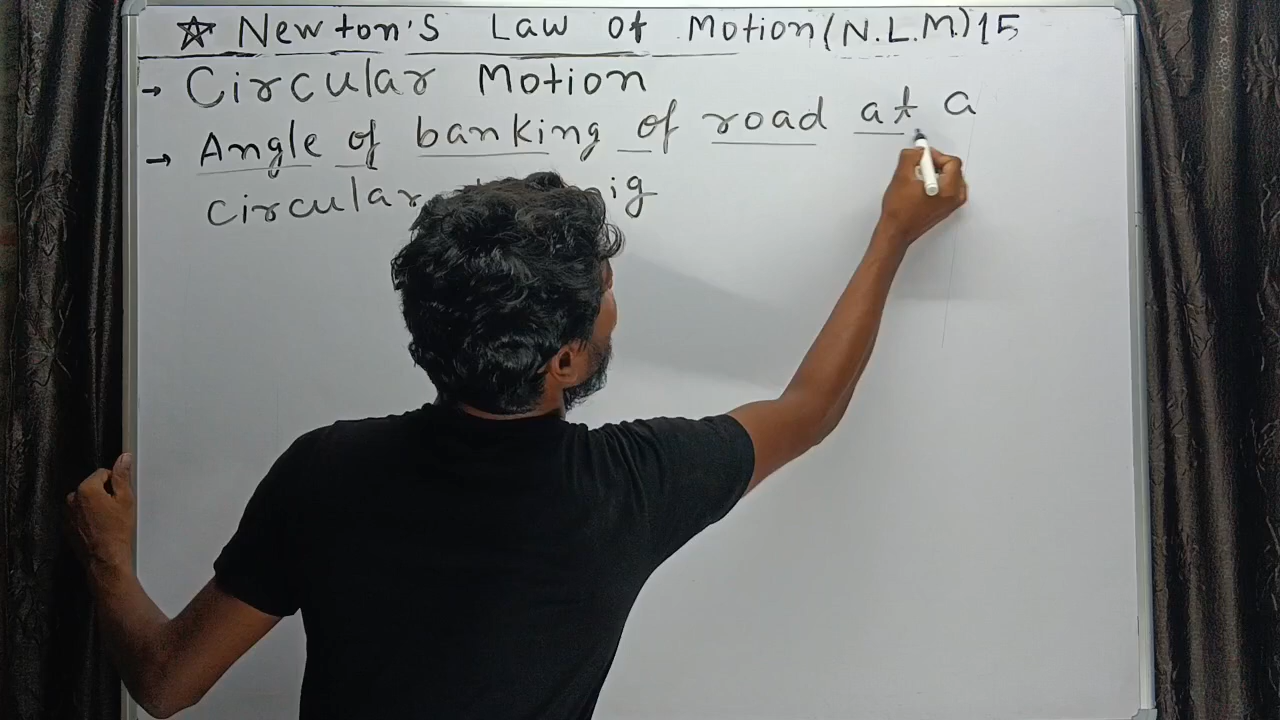 ☆ Newton's Law of Motion (N.L.M.) 15
→ Circular Motion
→ Angle of banking of road at a
circular